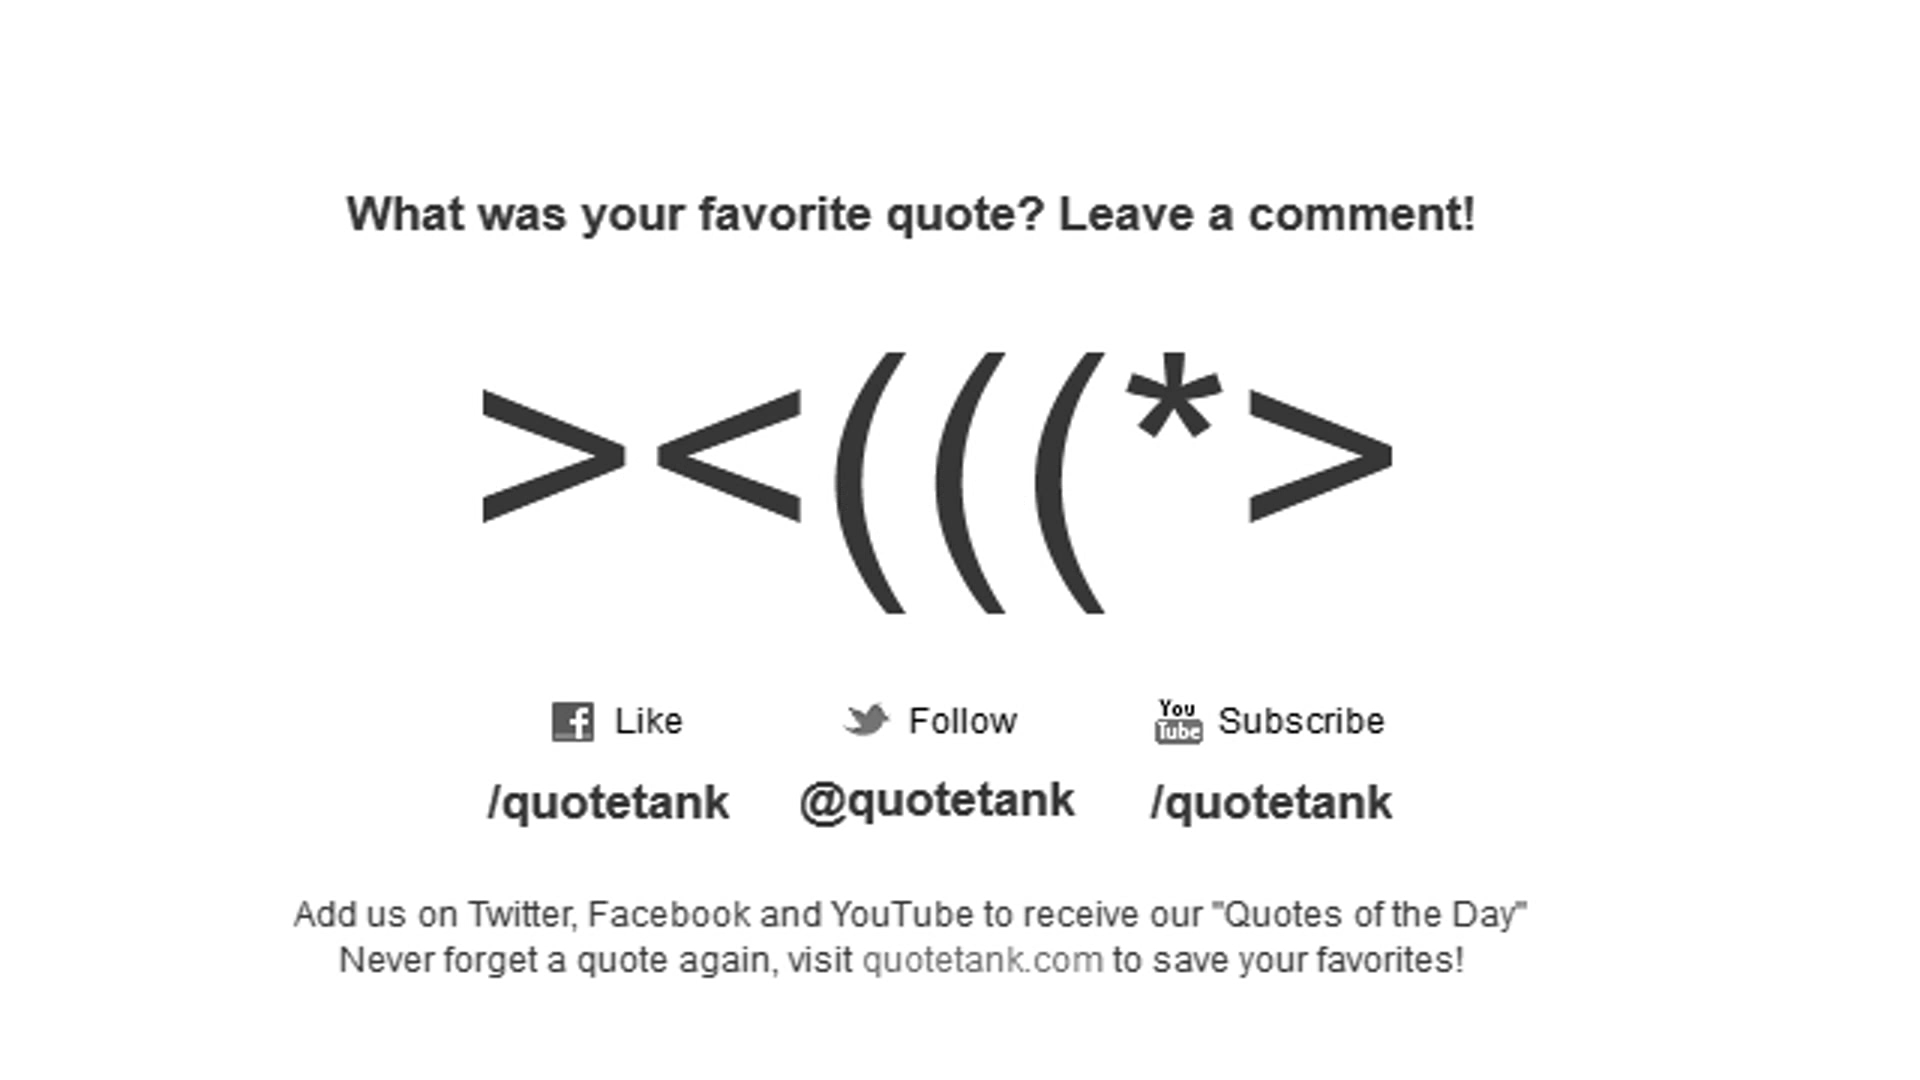 What was your favorite quote? Leave a comment!
><(((*>
f Like Follow You Tube Subscribe
/quotetank @quotetank /quotetank
Add us on Twitter, Facebook and YouTube to receive our "Quotes of the Day"
Never forget a quote again, visit quotetank.com to save your favorites!